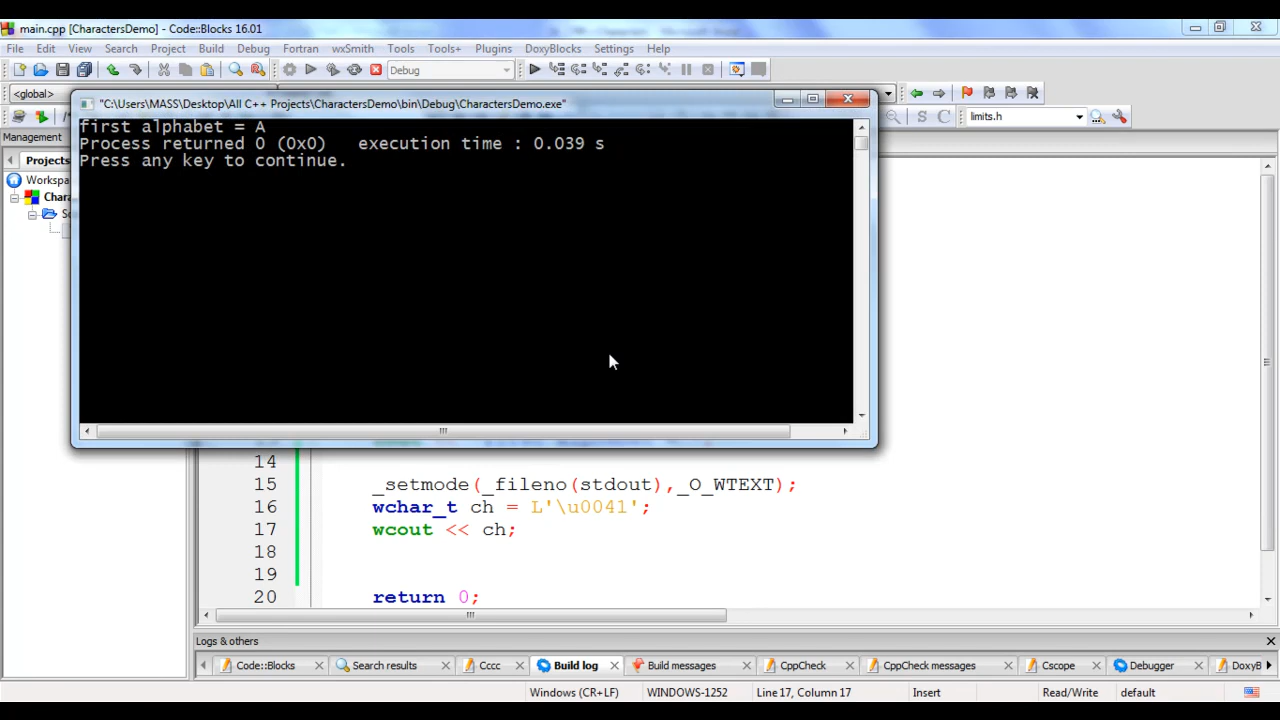 main.cpp [CharactersDemo] - Code::Blocks 16.01
File Edit View Search Project Build Debug Fortran wxSmith Tools Tools+ Plugins DoxyBlocks Settings Help
Debug
<global>
"C:\Users\MASS\Desktop\All C++ Projects\CharactersDemo\bin\Debug\CharactersDemo.exe"
S C limits.h
Management
first alphabet = A
Process returned 0 (0x0)   execution time : 0.039 s
Press any key to continue.
Projects
Workspa
Chara
14
15 _setmode(_fileno(stdout),_O_WTEXT);
16 wchar_t ch = L'\u0041';
17 wcout << ch;
18
19
20 return 0;
Logs & others
Code::Blocks Search results Cccc Build log Build messages CppCheck CppCheck messages Cscope Debugger DoxyB
Windows (CR+LF) WINDOWS-1252 Line 17, Column 17 Insert Read/Write default